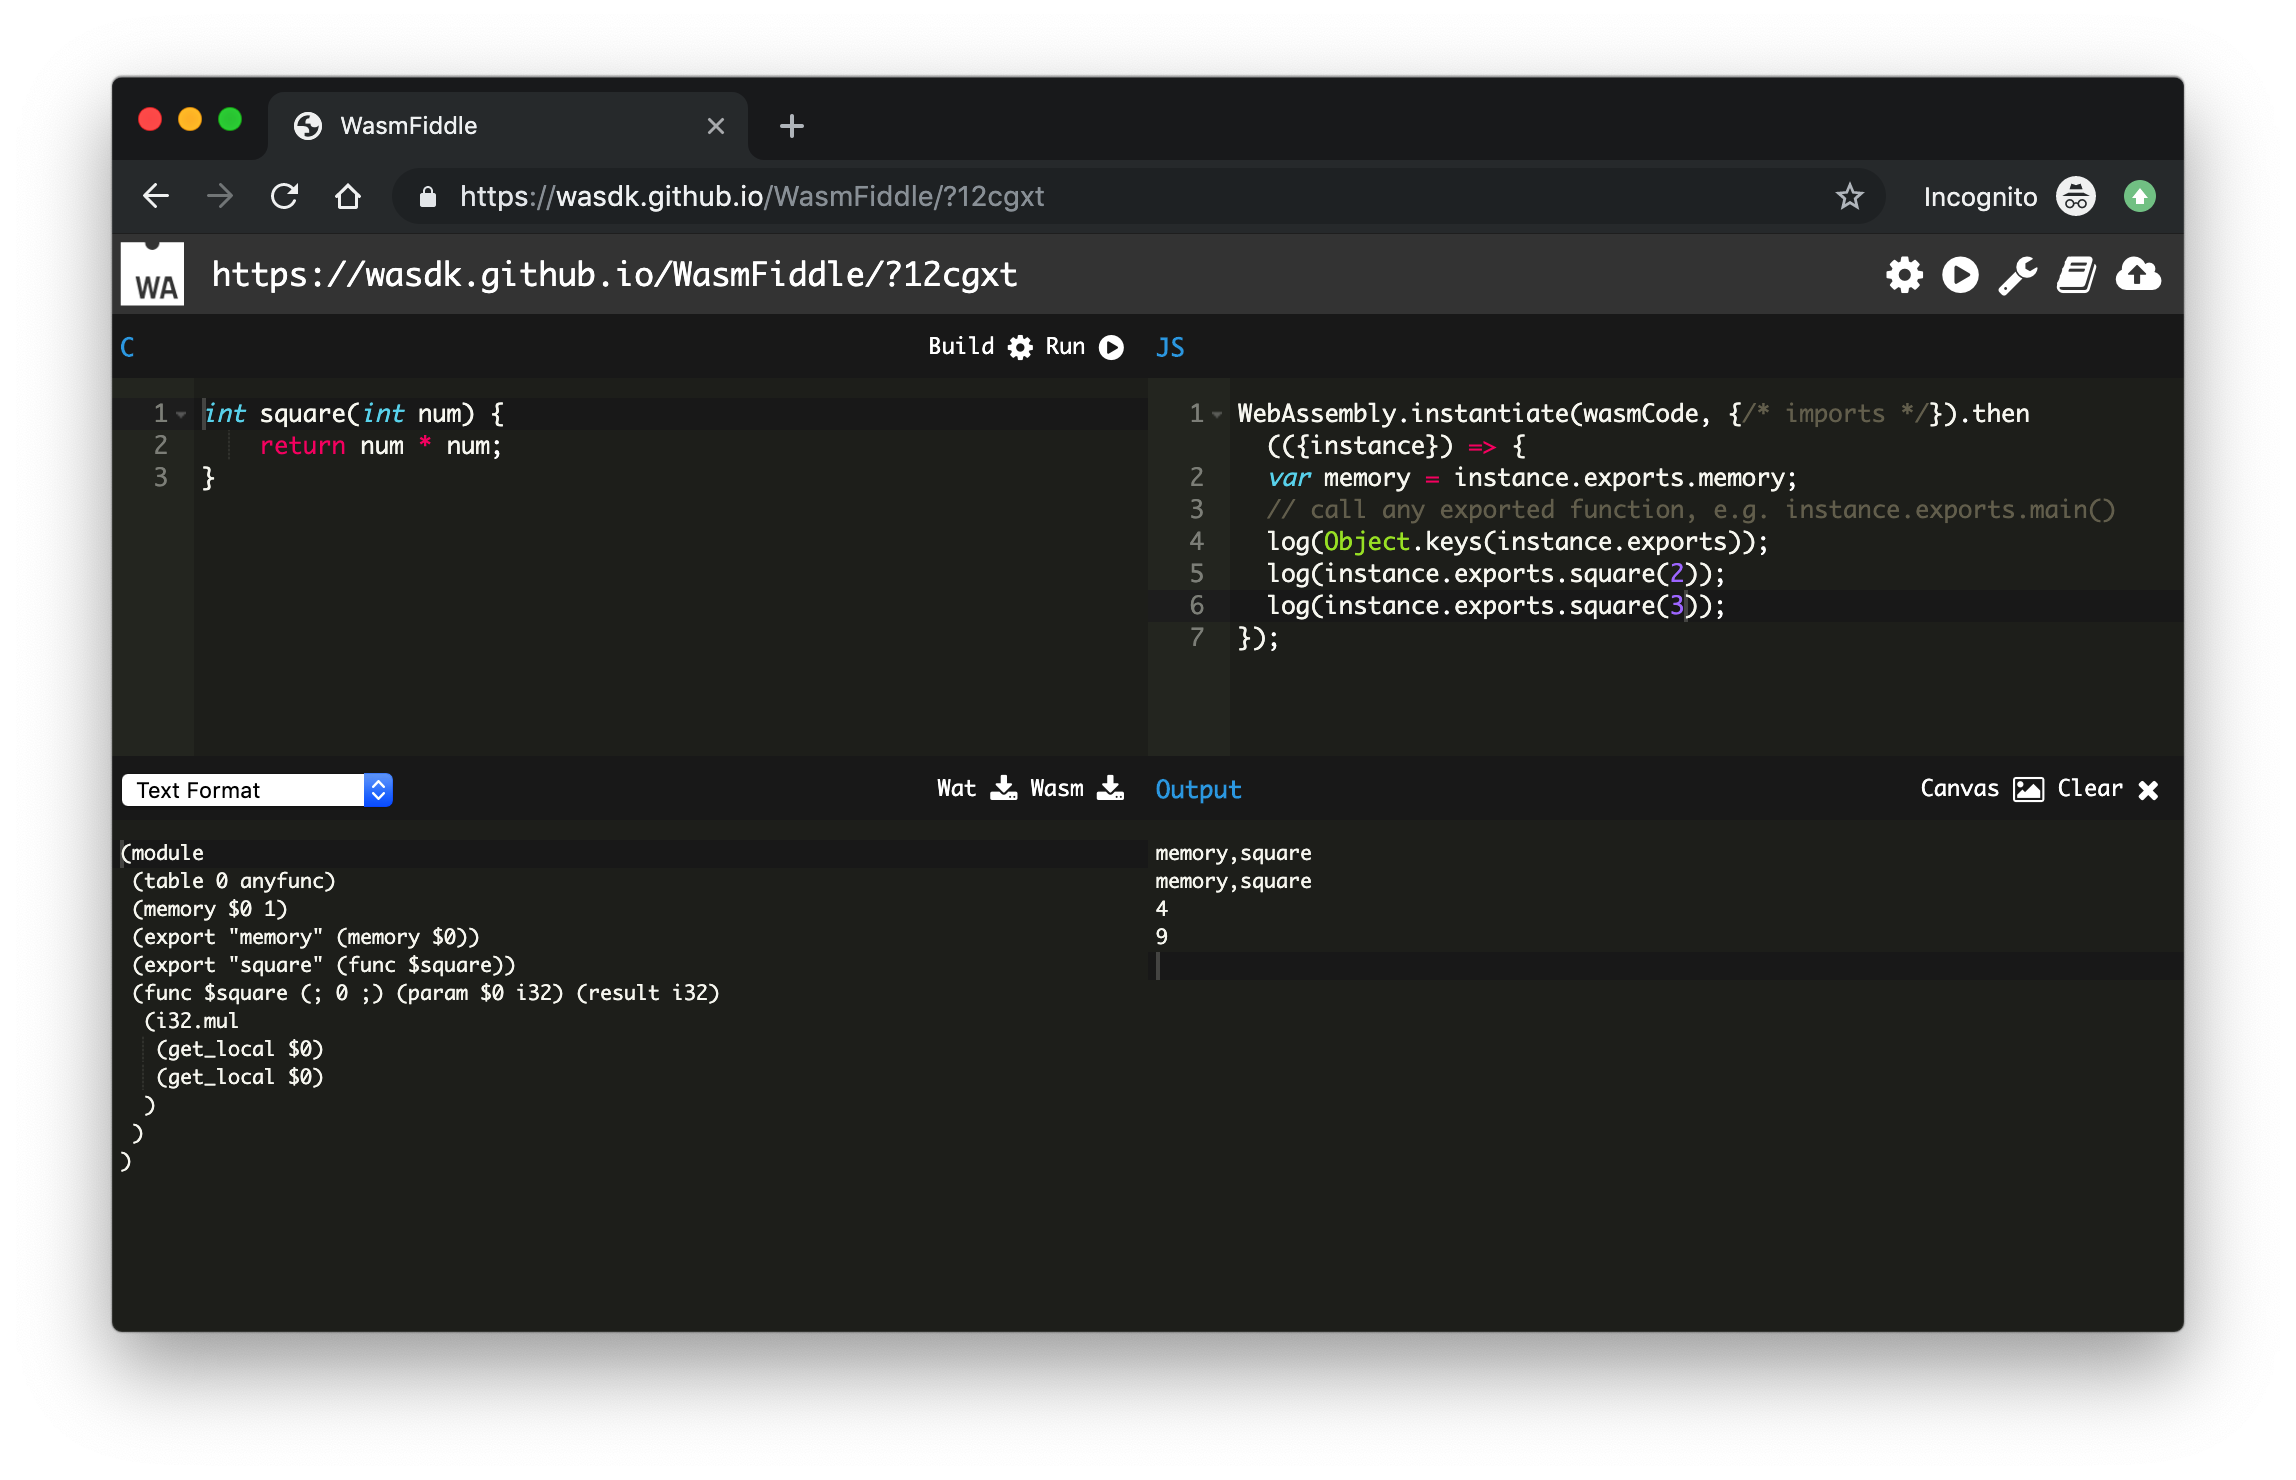 WasmFiddle
https://wasdk.github.io/WasmFiddle/?12cgxt
Incognito
WA
https://wasdk.github.io/WasmFiddle/?12cgxt
C
Build Run
1 int square(int num) {
2 return num * num;
3 }
JS
1 WebAssembly.instantiate(wasmCode, {/* imports */}).then
(({instance}) => {
2 var memory = instance.exports.memory;
3 // call any exported function, e.g. instance.exports.main()
4 log(Object.keys(instance.exports));
5 log(instance.exports.square(2));
6 log(instance.exports.square(3));
7 });
Text Format
Wat Wasm
(module
(table 0 anyfunc)
(memory $0 1)
(export "memory" (memory $0))
(export "square" (func $square))
(func $square (; 0 ;) (param $0 i32) (result i32)
(i32.mul
(get_local $0)
(get_local $0)
)
)
)
Output
Canvas Clear
memory,square
memory,square
4
9